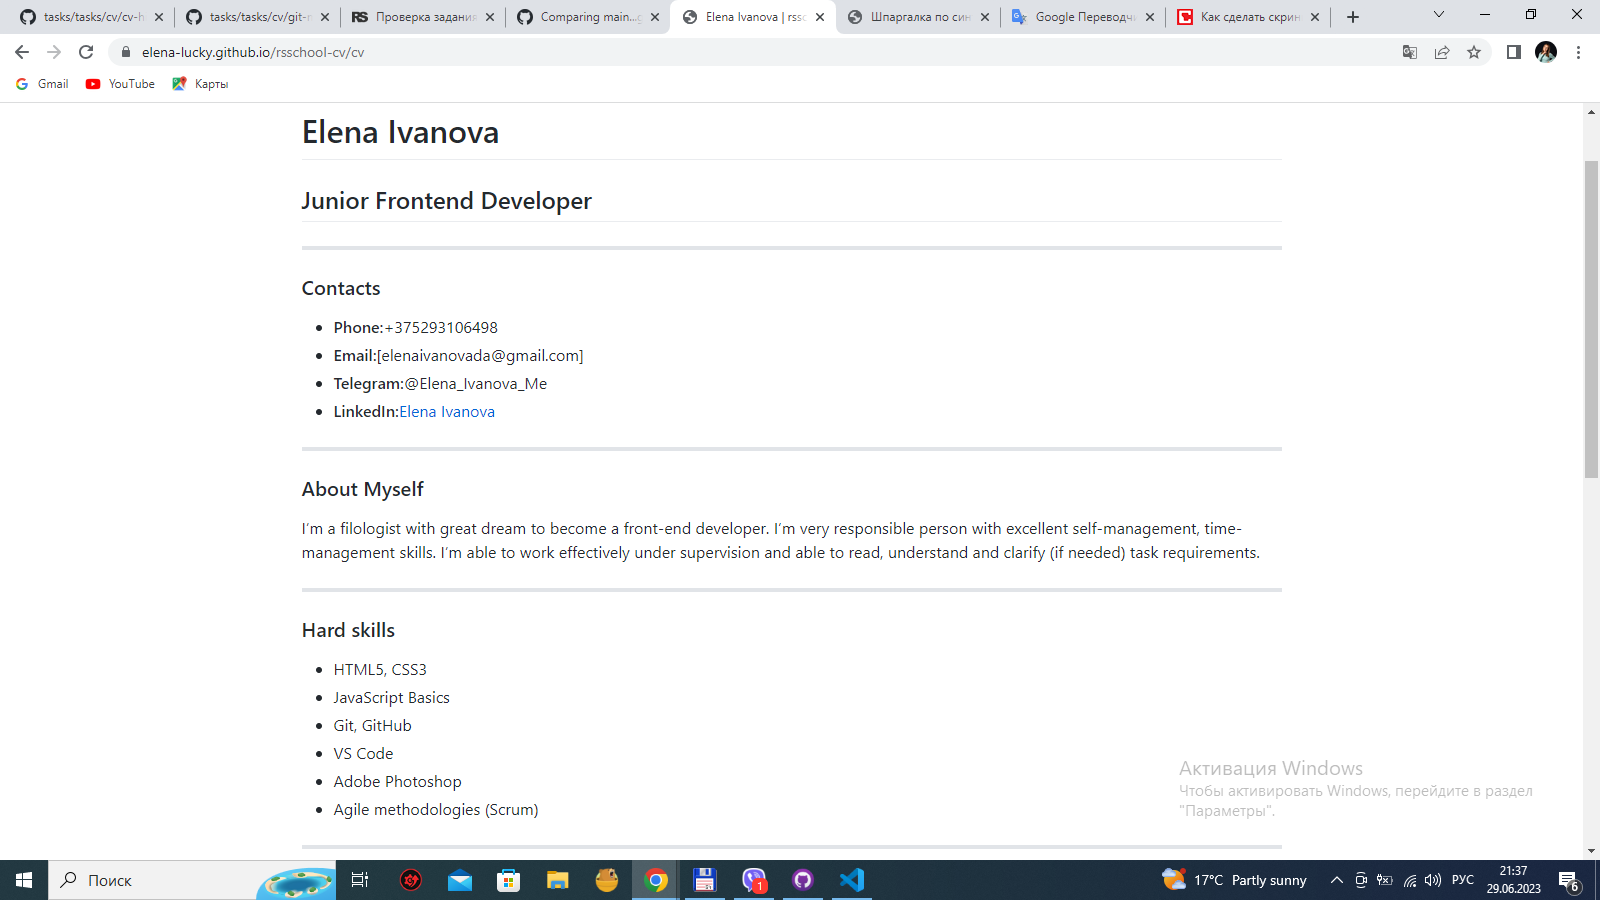 tasks/tasks/cv/cv-h
tasks/tasks/cv/git-r
RS
Проверка задания
Comparing main...g
Elena Ivanova | rssc
Шпаргалка по син
Google Переводчи
Как сделать скрин
elena-lucky.github.io/rsschool-cv/cv
Gmail
YouTube
Карты
Elena Ivanova
Junior Frontend Developer
Contacts
• Phone:+375293106498
• Email:[elenaivanovada@gmail.com]
• Telegram:@Elena_Ivanova_Me
• LinkedIn:Elena Ivanova
About Myself
I’m a filologist with great dream to become a front-end developer. I’m very responsible person with excellent self-management, time-
management skills. I’m able to work effectively under supervision and able to read, understand and clarify (if needed) task requirements.
Hard skills
• HTML5, CSS3
• JavaScript Basics
• Git, GitHub
• VS Code
• Adobe Photoshop
• Agile methodologies (Scrum)
Активация Windows
Чтобы активировать Windows, перейдите в раздел
"Параметры".
Поиск
1
17°C Partly sunny
РУС
21:37
29.06.2023
6